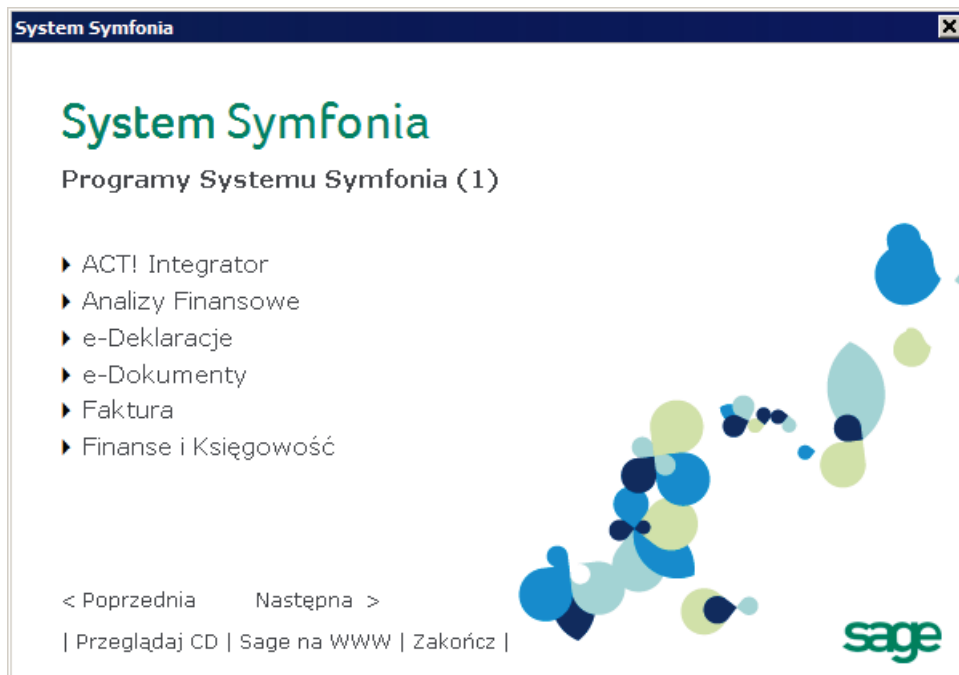 System Symfonia
System Symfonia
Programy Systemu Symfonia (1)
ACT! Integrator
Analizy Finansowe
e-Deklaracje
e-Dokumenty
Faktura
Finanse i Księgowość
< Poprzednia Następna >
| Przeglądaj CD | Sage na WWW | Zakończ |
sage